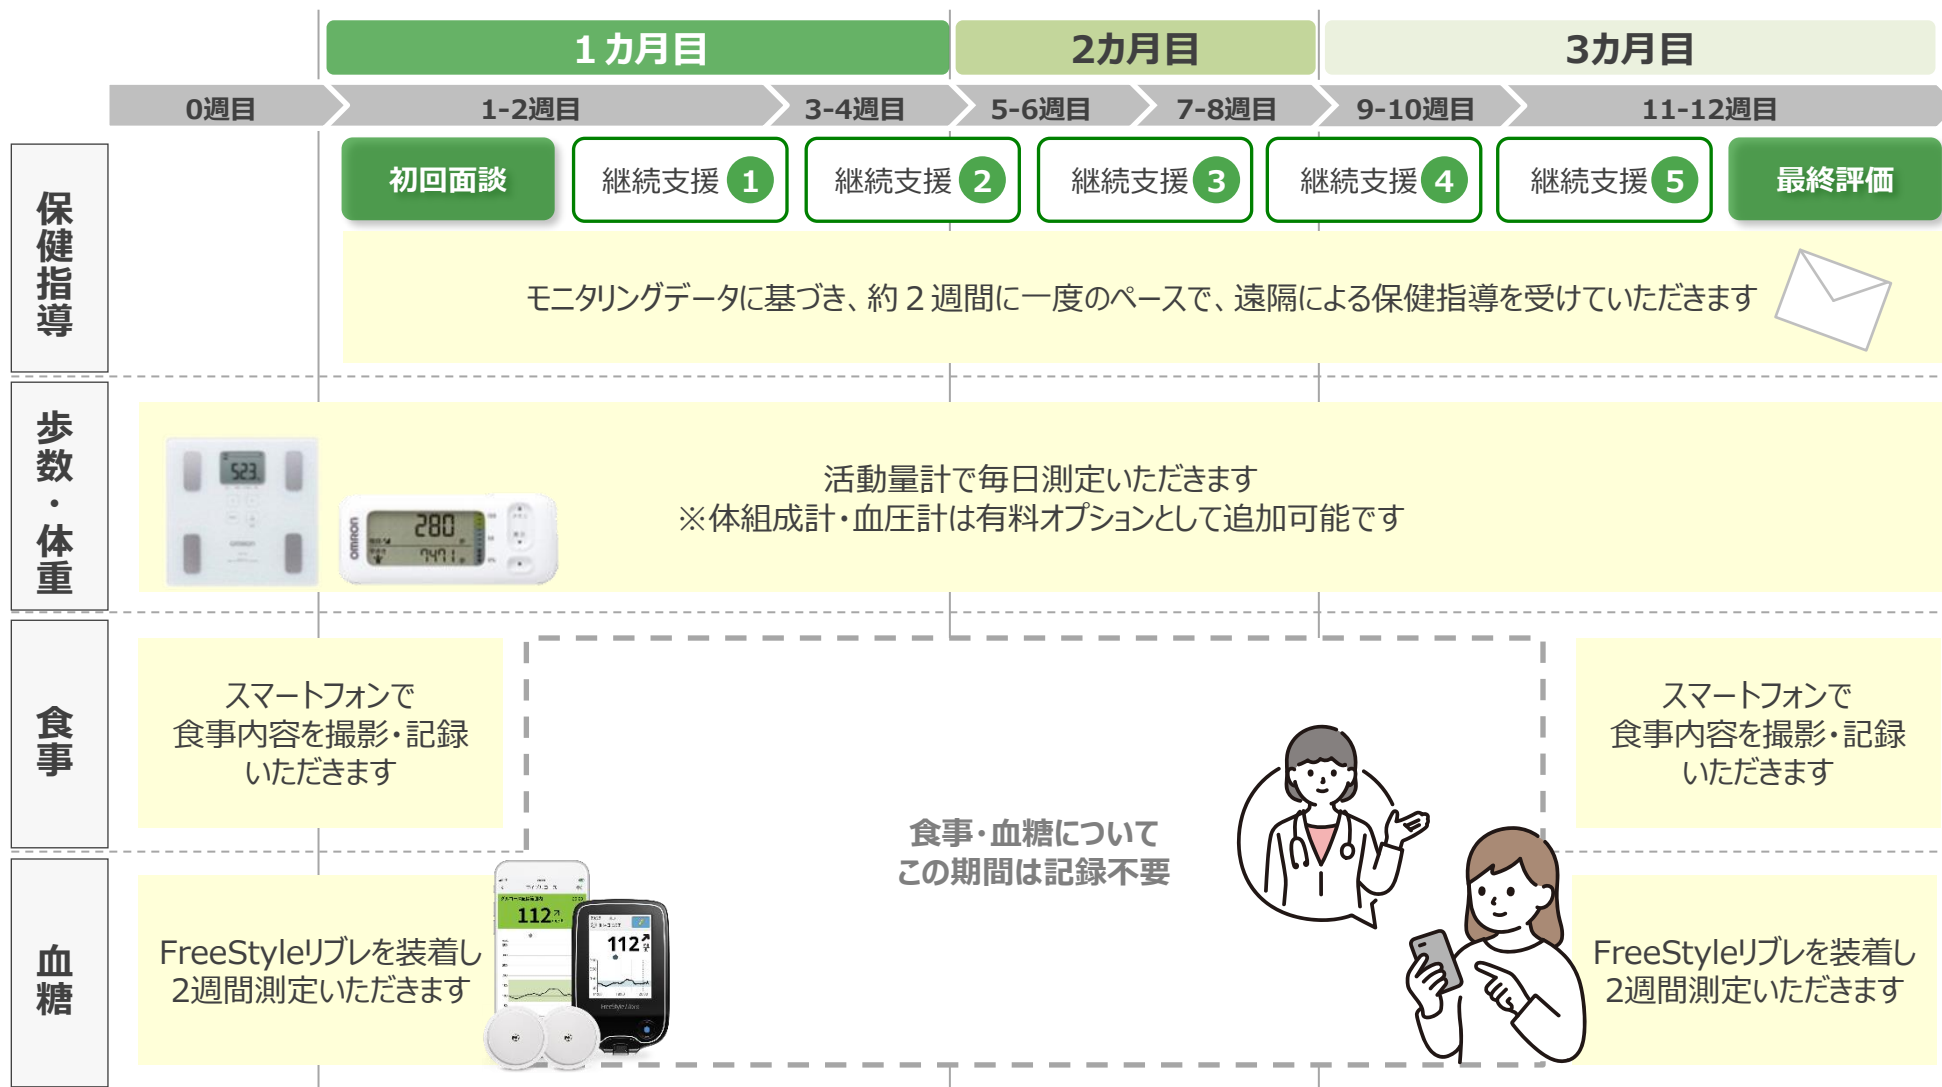 1カ月目
2カ月目
3カ月目
0週目
1-2週目
3-4週目
5-6週目
7-8週目
9-10週目
11-12週目
保健指導
初回面談
継続支援 1
継続支援 2
継続支援 3
継続支援 4
継続支援 5
最終評価
モニタリングデータに基づき、約2週間に一度のペースで、遠隔による保健指導を受けていただきます
歩数・体重
523
OMRON
280
7471
活動量計で毎日測定いただきます
※体組成計・血圧計は有料オプションとして追加可能です
食事
スマートフォンで
食事内容を撮影・記録
いただきます
食事・血糖について
この期間は記録不要
スマートフォンで
食事内容を撮影・記録
いただきます
血糖
FreeStyleリブレを装着し
2週間測定いただきます
112
112
FreeStyleリブレを装着し
2週間測定いただきます